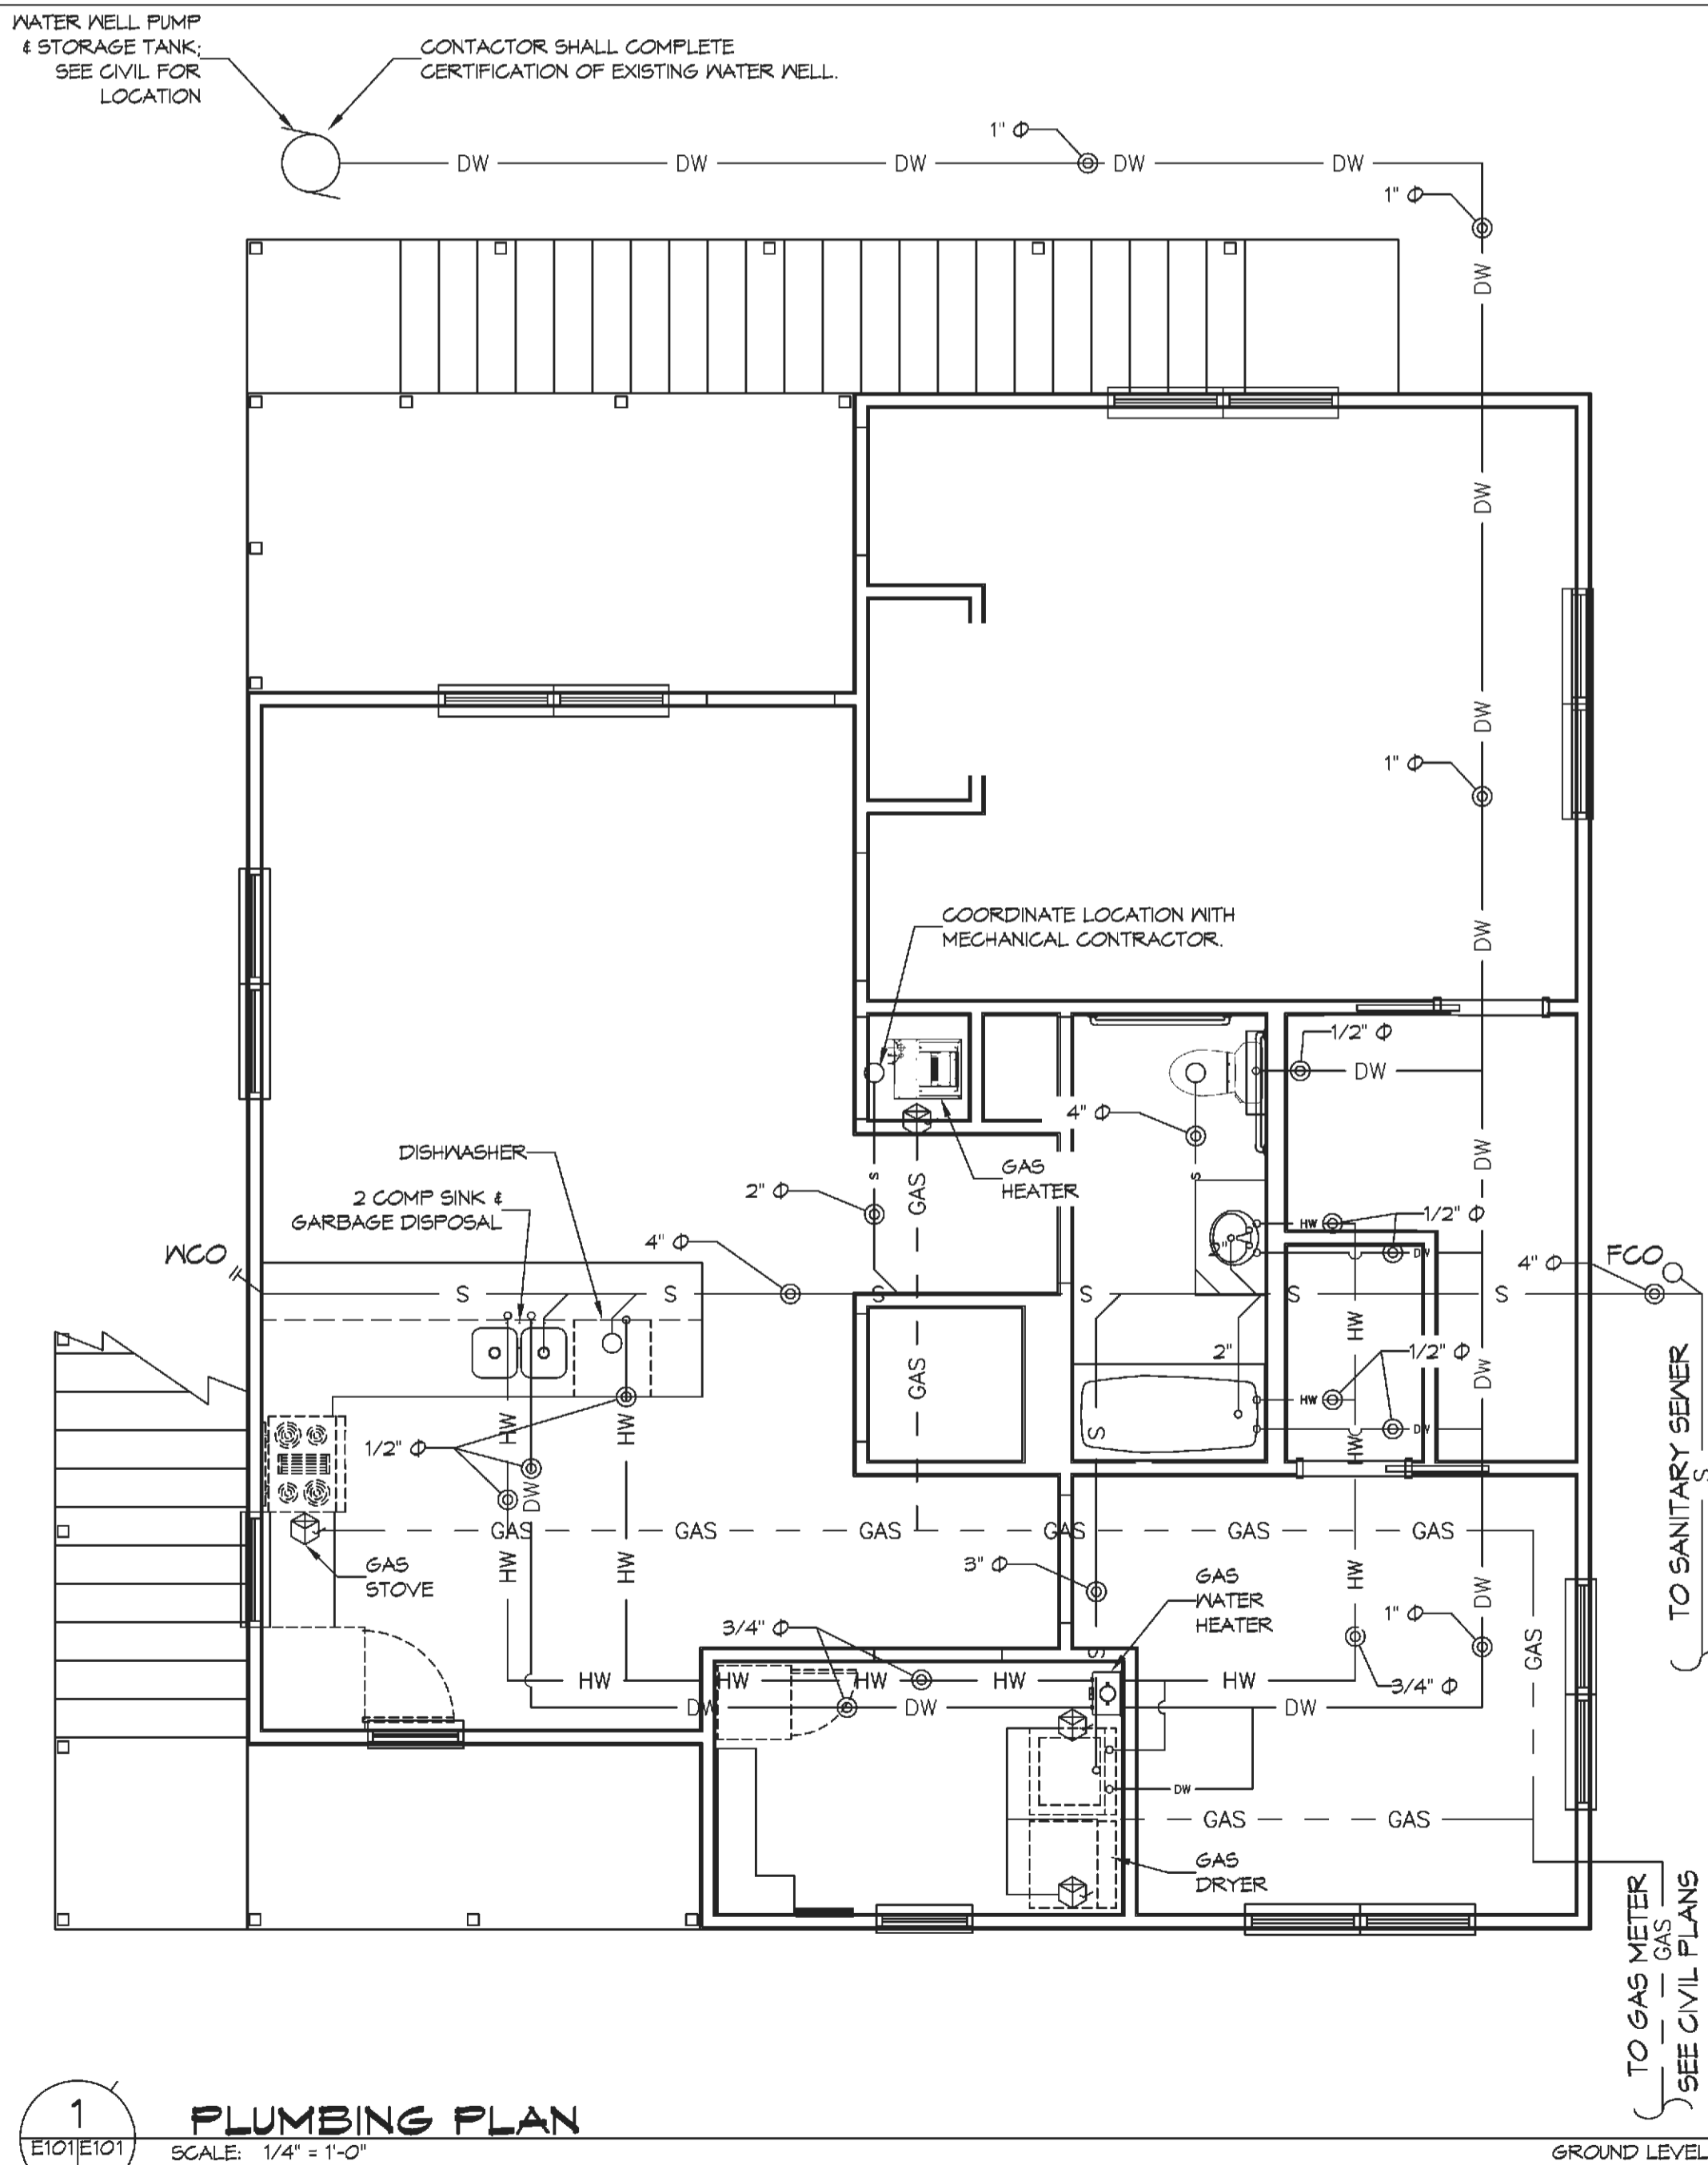 WATER WELL PUMP
& STORAGE TANK;
SEE CIVIL FOR
LOCATION
CONTACTOR SHALL COMPLETE
CERTIFICATION OF EXISTING WATER WELL.
1" Ø
DW DW DW DW DW
1" Ø
DW
DW
DW
1" Ø
DW
COORDINATE LOCATION WITH
MECHANICAL CONTRACTOR.
1/2" Ø
DW
4" Ø
DW
DISHWASHER
GAS
HEATER
S
GAS
S
2" Ø
2 COMP SINK &
GARBAGE DISPOSAL
HW
1/2" Ø
DW
2"
4" Ø
WCO
4" Ø
FCO
S S S S S S
HW
2"
1/2" Ø
DW
GAS
HW
DW
S
1/2" Ø
HW
HW
HW
DW
GAS GAS GAS GAS GAS GAS
GAS
STOVE
HW
HW
3" Ø
GAS
WATER
HEATER
HW
DW
1" Ø
GAS
TO SANITARY SEWER
S
3/4" Ø
S
HW HW HW HW HW
3/4" Ø
DW DW DW
DW
GAS GAS
GAS
DRYER
TO GAS METER
GAS
SEE CIVIL PLANS
1
E101 E101
PLUMBING PLAN
SCALE: 1/4" = 1'-0"
GROUND LEVEL